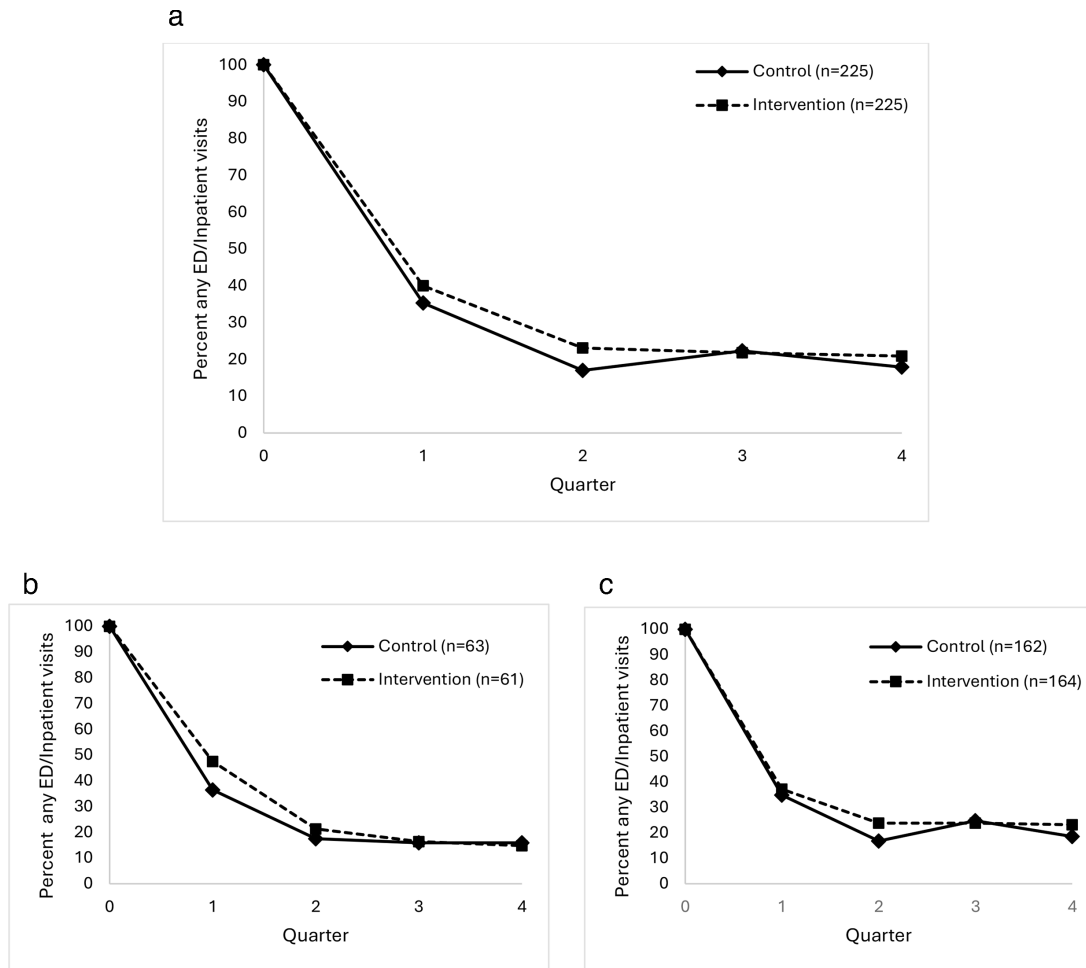 a
Percent any ED/Inpatient visits
100
90
80
70
60
50
40
30
20
10
0
Control (n=225)
Intervention (n=225)
0 1 2 3 4
Quarter
b
Percent any ED/Inpatient visits
100
90
80
70
60
50
40
30
20
10
0
Control (n=63)
Intervention (n=61)
0 1 2 3 4
Quarter
c
Percent any ED/Inpatient visits
100
90
80
70
60
50
40
30
20
10
0
Control (n=162)
Intervention (n=164)
0 1 2 3 4
Quarter